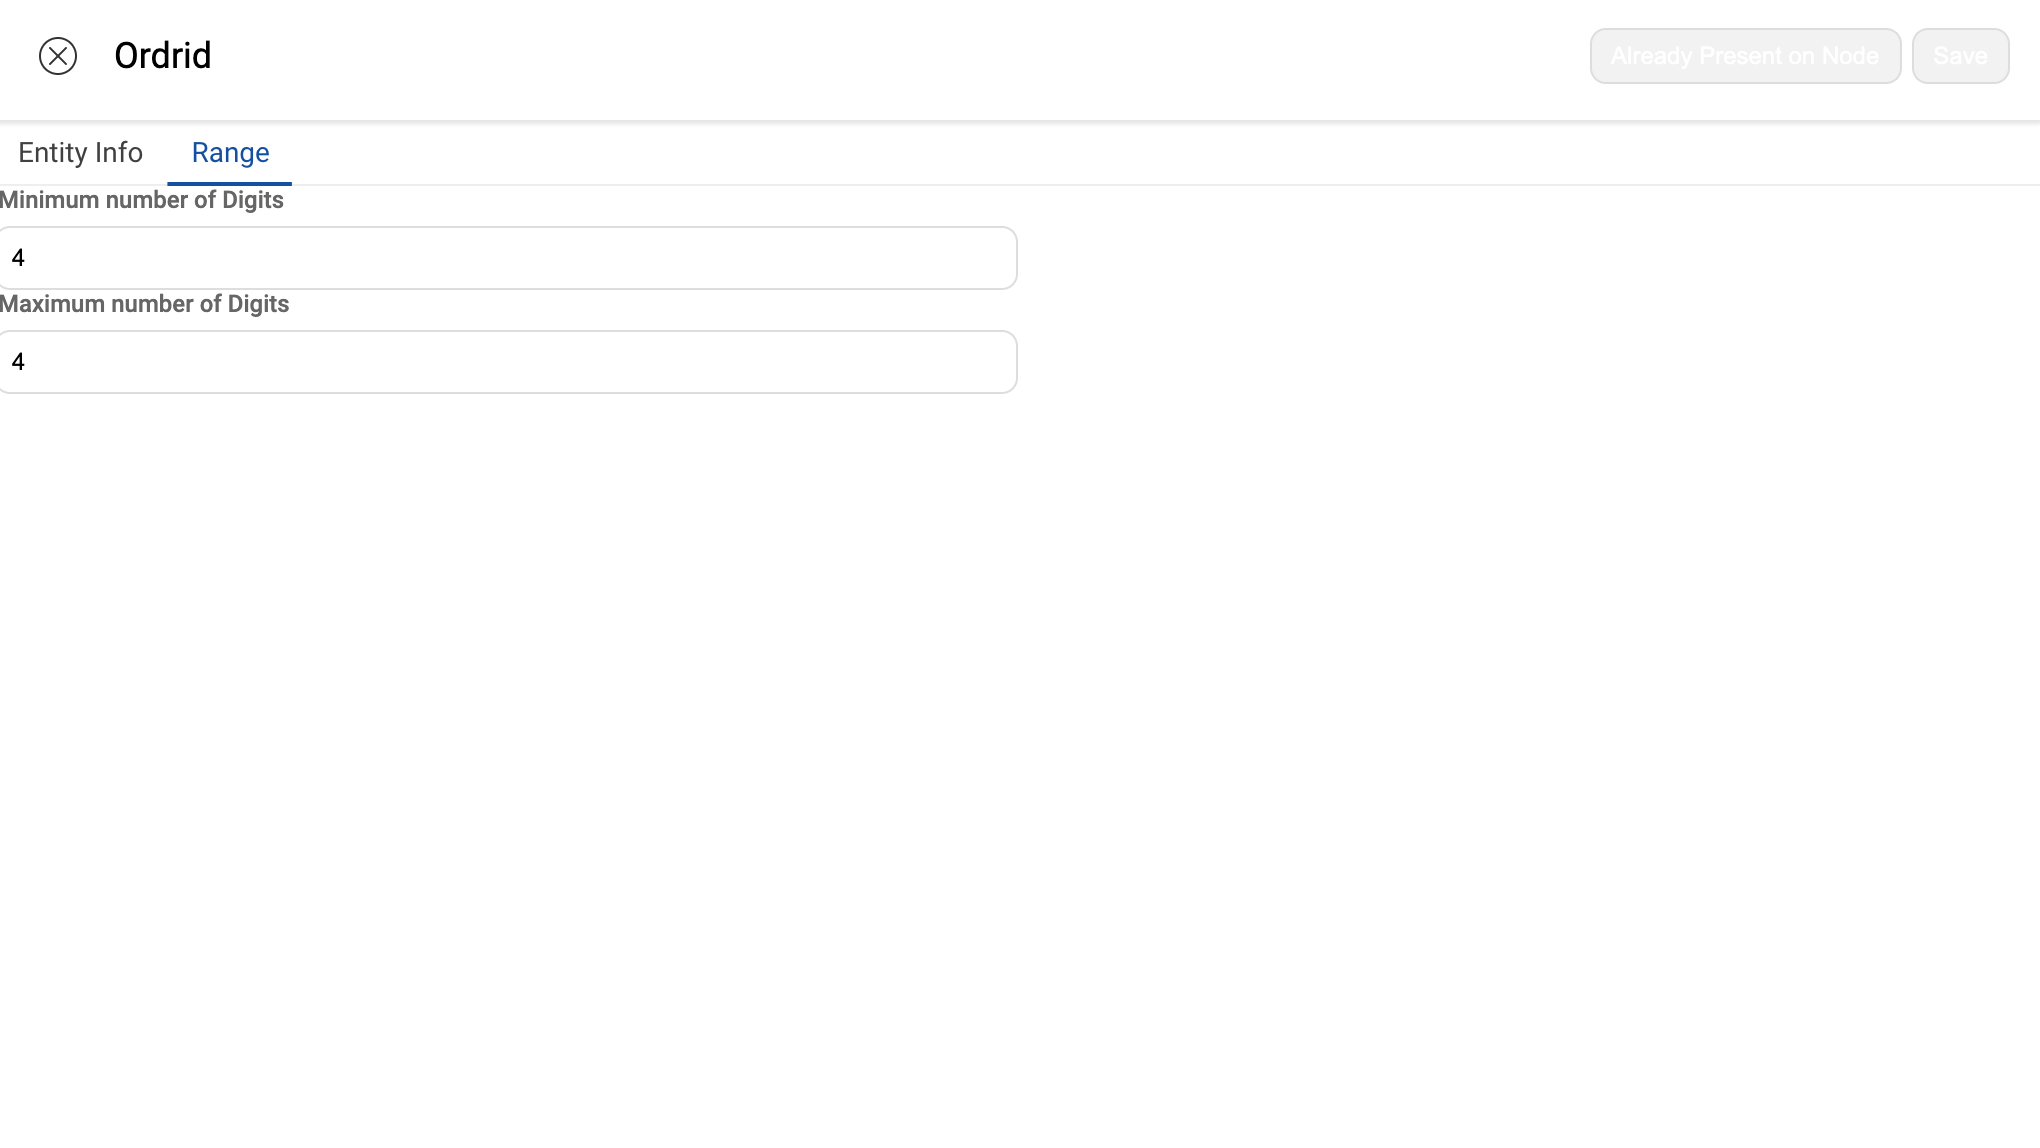 Ordrid
Already Present on Node
Save
Entity Info
Range
Minimum number of Digits
4
Maximum number of Digits
4